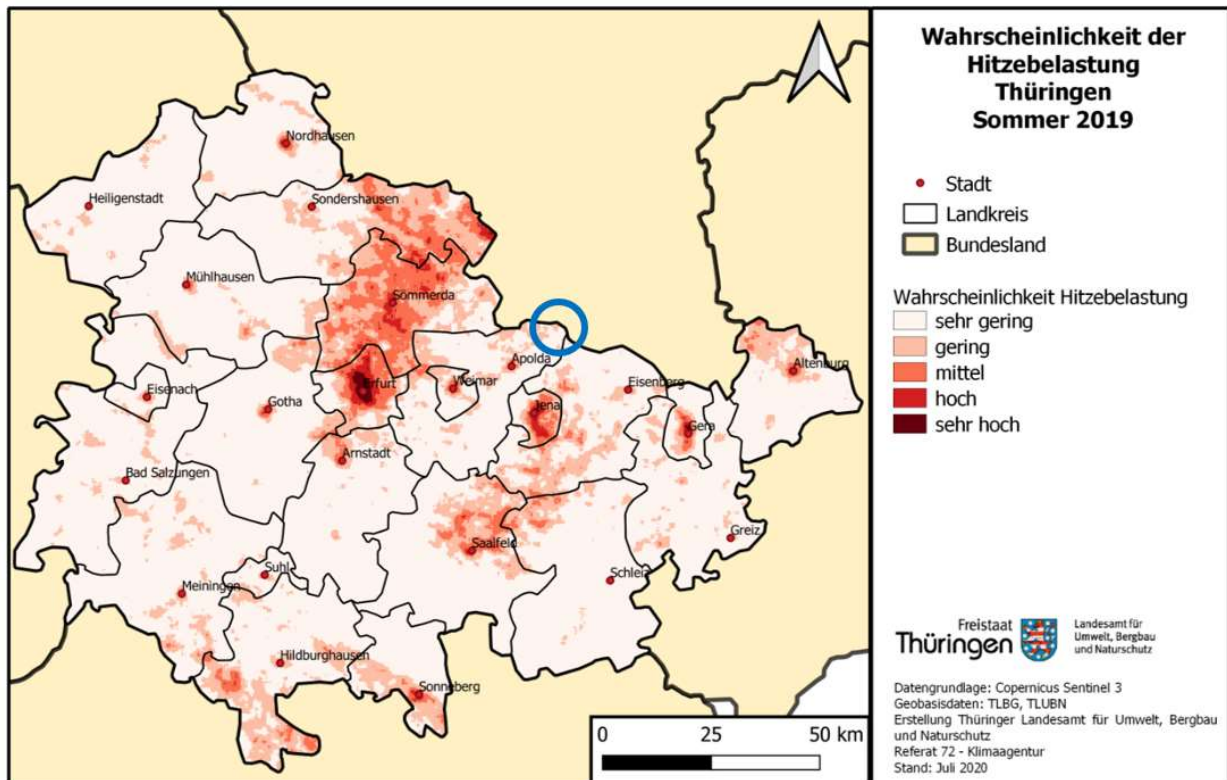 Wahrscheinlichkeit der
Hitzebelastung
Thüringen
Sommer 2019
Stadt
Landkreis
Bundesland
Wahrscheinlichkeit Hitzebelastung
sehr gering
gering
mittel
hoch
sehr hoch
Nordhausen
Heiligenstadt
Sondershausen
Mühlhausen
Sömmerda
Apolda
Altenburg
Eisenach
Erfurt
Weimar
Eisenberg
Gotha
Jena
Gera
Arnstadt
Bad Salzungen
Greiz
Saalfeld
Suhl
Schleiz
Meiningen
Hildburghausen
Sonneberg
0 25 50 km
Freistaat
Thüringen
Landesamt für
Umwelt, Bergbau
und Naturschutz
Datengrundlage: Copernicus Sentinel 3
Geobasisdaten: TLBG, TLUBN
Erstellung Thüringer Landesamt für Umwelt, Bergbau
und Naturschutz
Referat 72 - Klimaagentur
Stand: Juli 2020